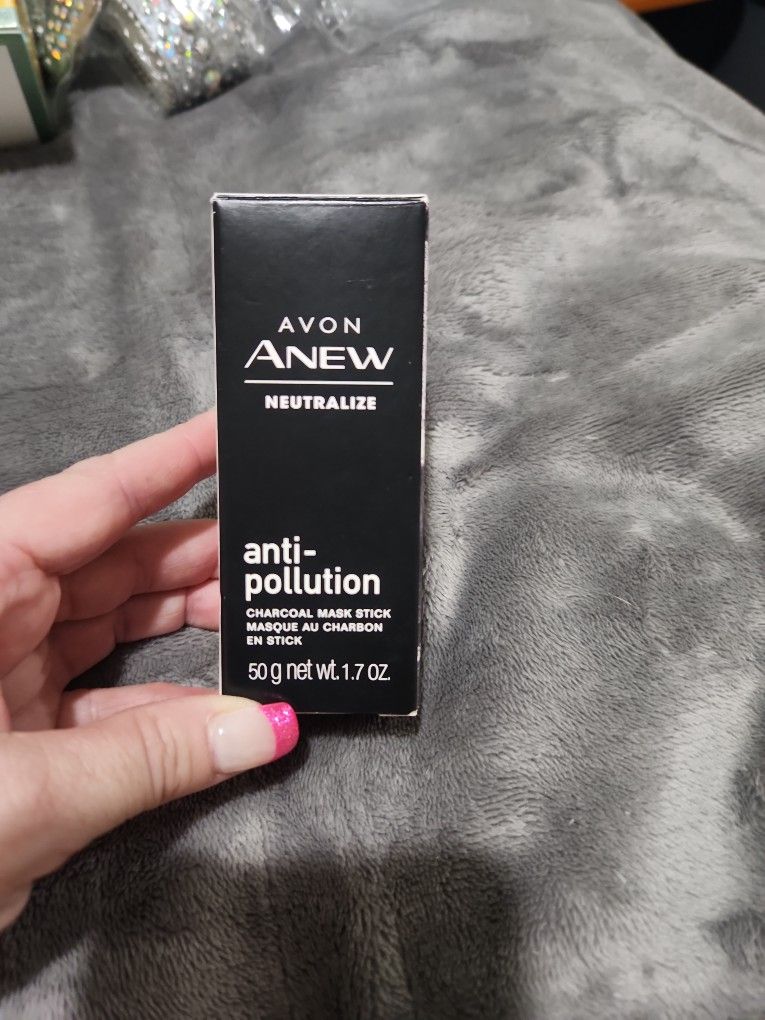 AVON
ANEW
NEUTRALIZE
anti-
pollution
CHARCOAL MASK STICK
MASQUE AU CHARBON
EN STICK
50 g net wt. 1.7 oz.